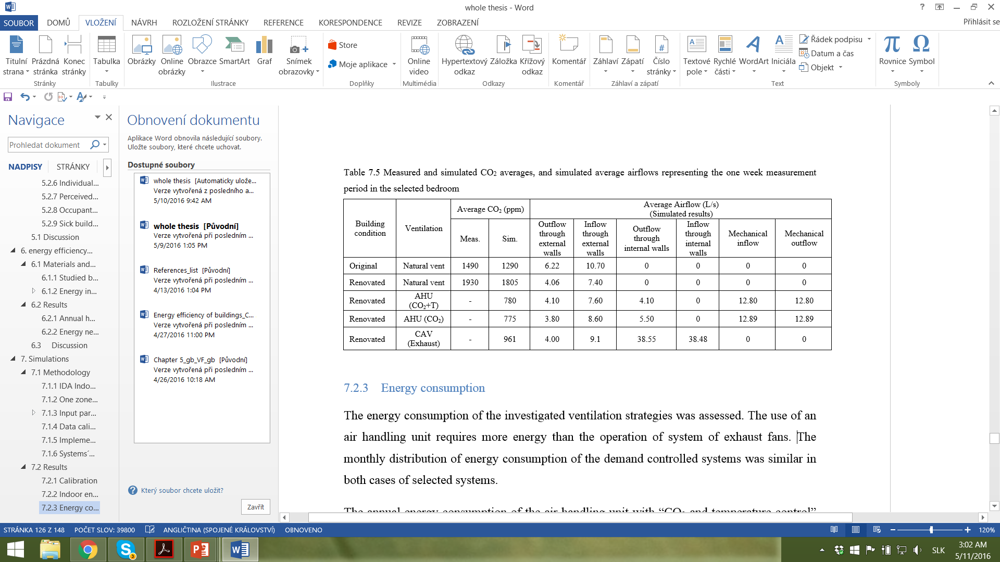 whole thesis - Word
?
SOUBOR DOMŮ VLOŽENÍ NÁVRH ROZLOŽENÍ STRÁNKY REFERENCE KORESPONDENCE REVIZE ZOBRAZENÍ Přihlásit se
Titulní strana
Prázdná stránka
Konec stránky
Stránky
Tabulka
Tabulky
Obrázky
Online obrázky
Obrazce
SmartArt
Graf
Snímek obrazovky
Ilustrace
Store
Moje aplikace
Doplňky
Online video
Multimédia
Hypertextový odkaz
Záložka
Křížový odkaz
Odkazy
Komentář
Komentář
Záhlaví
Zápatí
Číslo stránky
Záhlaví a zápatí
Textové pole
Rychlé části
WordArt
Iniciála
Řádek podpisu
Datum a čas
Objekt
Text
π
Rovnice
Ω
Symbol
Symboly
Navigace
Prohledat dokument
NADPISY STRÁNKY
5.2.6 Individual...
5.2.7 Perceived...
5.2.8 Occupant...
5.2.9 Sick build...
5.1 Discussion
6. energy efficiency...
6.1 Materials and...
6.1.1 Studied b...
6.1.2 Energy in...
6.2 Results
6.2.1 Annual h...
6.2.2 Energy ne...
6.3 Discussion
7. Simulations
7.1 Methodology
7.1.1 IDA Indo...
7.1.2 One zone...
7.1.3 Input par...
7.1.4 Data cali...
7.1.5 Impleme...
7.1.6 Systems´...
7.2 Results
7.2.1 Calibration
7.2.2 Indoor en...
7.2.3 Energy co...
Obnovení dokumentu
Aplikace Word obnovila následující soubory.
Uložte soubory, které chcete uchovat.
Dostupné soubory
whole thesis [Automaticky ulože...
Verze vytvořená z posledního a...
5/10/2016 9:42 AM
whole thesis [Původní]
Verze vytvořená při posledním ...
5/9/2016 1:05 PM
References_list [Původní]
Verze vytvořená při posledním ...
4/13/2016 1:04 PM
Energy efficiency of buildings_C...
Verze vytvořená při posledním ...
4/27/2016 11:00 PM
Chapter 5_gb_VF_gb [Původní]
Verze vytvořená při posledním ...
4/26/2016 10:18 AM
Který soubor chcete uložit?
Zavřít
Table 7.5 Measured and simulated CO2 averages, and simulated average airflows representing the one week measurement
period in the selected bedroom
Building condition | Ventilation | Average CO2 (ppm) | Average Airflow (L/s) (Simulated results)
Meas. | Sim. | Outflow through external walls | Inflow through external walls | Outflow through internal walls | Inflow through internal walls | Mechanical inflow | Mechanical outflow
Original | Natural vent | 1490 | 1290 | 6.22 | 10.70 | 0 | 0 | 0 | 0
Renovated | Natural vent | 1930 | 1805 | 4.06 | 7.40 | 0 | 0 | 0 | 0
Renovated | AHU (CO2+T) | - | 780 | 4.10 | 7.60 | 4.10 | 0 | 12.80 | 12.80
Renovated | AHU (CO2) | - | 775 | 3.80 | 8.60 | 5.50 | 0 | 12.89 | 12.89
Renovated | CAV (Exhaust) | - | 961 | 4.00 | 9.1 | 38.55 | 38.48 | 0 | 0
7.2.3 Energy consumption
The energy consumption of the investigated ventilation strategies was assessed. The use of an
air handling unit requires more energy than the operation of system of exhaust fans. The
monthly distribution of energy consumption of the demand controlled systems was similar in
both cases of selected systems.
The annual energy consumption of the air handling unit with “CO2 and temperature control”
STRÁNKA 126 Z 148 POČET SLOV: 39800 ANGLIČTINA (SPOJENÉ KRÁLOVSTVÍ) OBNOVENO 120%
3
SLK
3:02 AM
5/11/2016